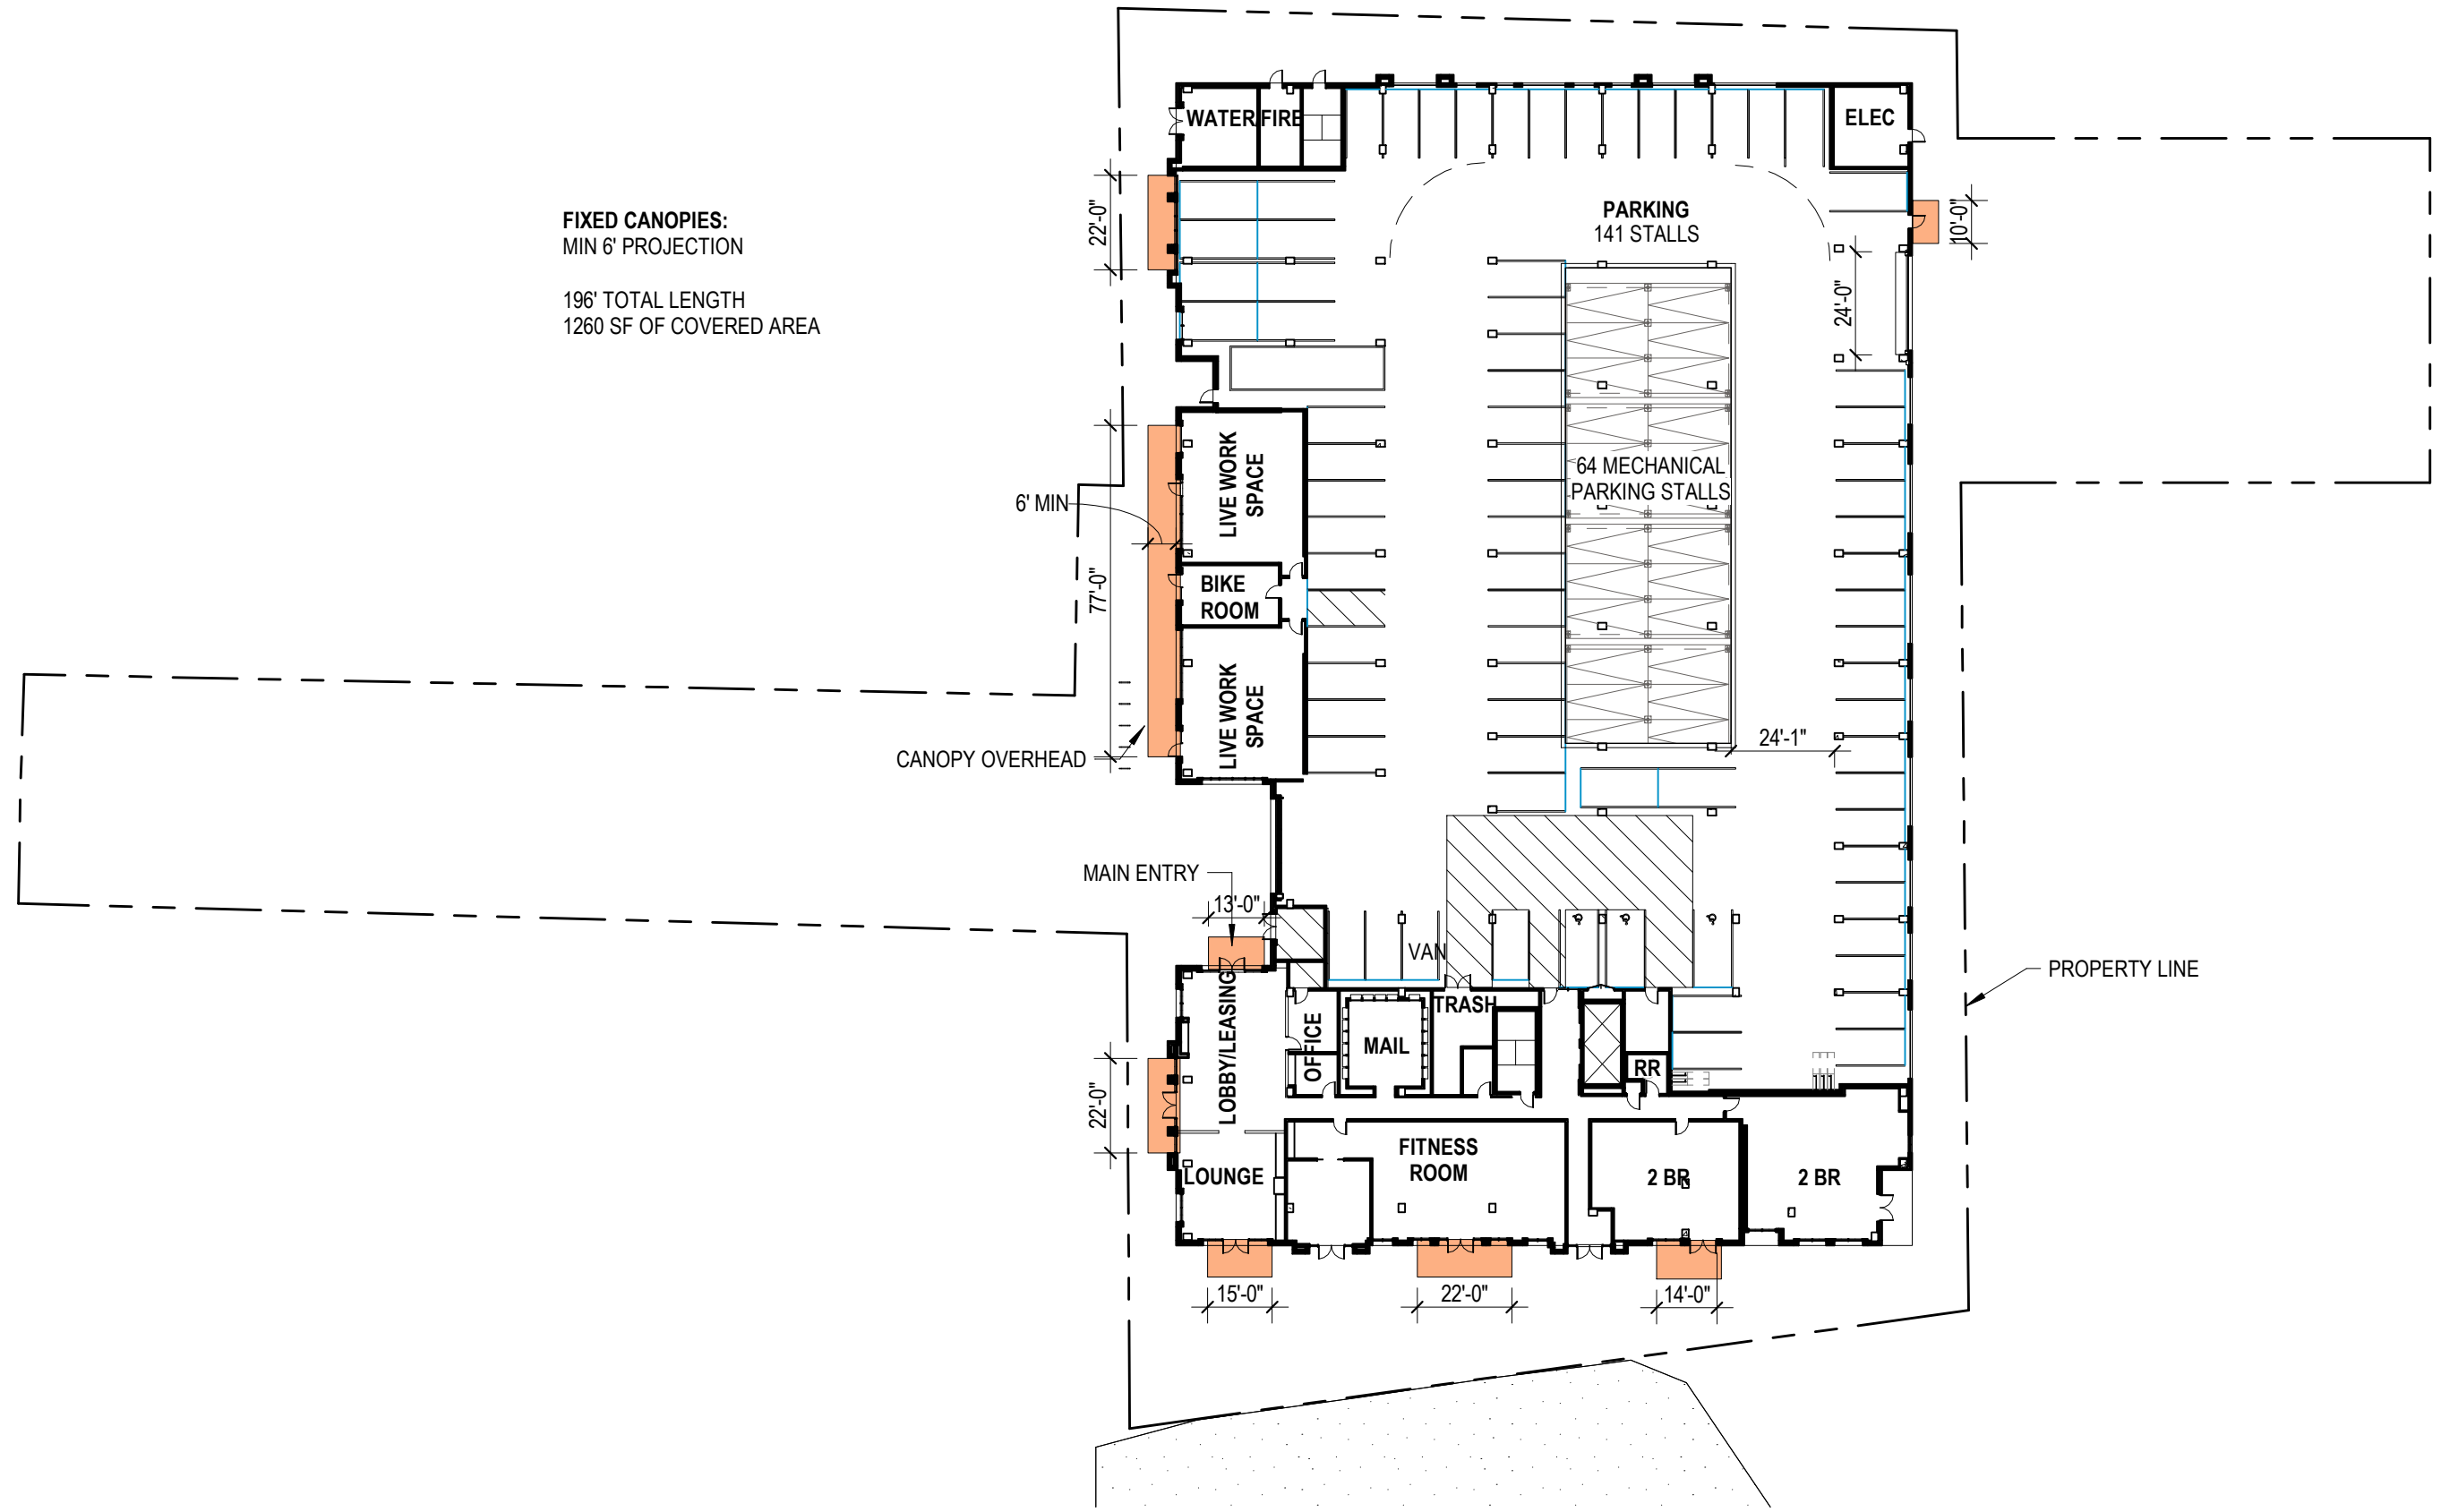 WATER
FIRE
ELEC
FIXED CANOPIES:
MIN 6' PROJECTION
196' TOTAL LENGTH
1260 SF OF COVERED AREA
22'-0"
PARKING
141 STALLS
10'-0"
24'-0"
LIVE WORK
SPACE
64 MECHANICAL
PARKING STALLS
6' MIN
77'-0"
BIKE
ROOM
LIVE WORK
SPACE
24'-1"
CANOPY OVERHEAD
MAIN ENTRY
13'-0"
VAN
PROPERTY LINE
LOBBY/LEASING
OFFICE
MAIL
TRASH
RR
22'-0"
LOUNGE
FITNESS
ROOM
2 BR
2 BR
15'-0"
22'-0"
14'-0"